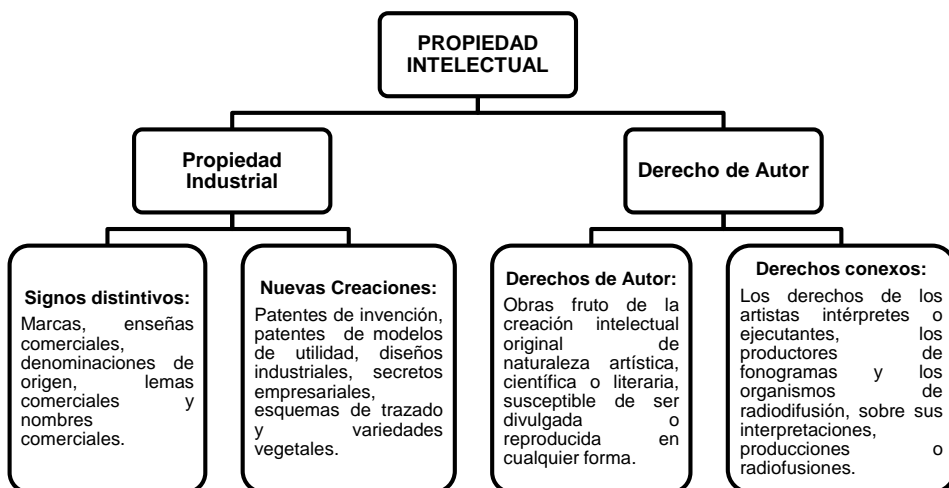 PROPIEDAD
INTELECTUAL
Propiedad
Industrial
Derecho de Autor
Signos distintivos:
Marcas, enseñas
comerciales,
denominaciones de
origen, lemas
comerciales y
nombres
comerciales.
Nuevas Creaciones:
Patentes de invención,
patentes de modelos
de utilidad, diseños
industriales, secretos
empresariales,
esquemas de trazado
y variedades
vegetales.
Derechos de Autor:
Obras fruto de la
creación intelectual
original de
naturaleza artística,
científica o literaria,
susceptible de ser
divulgada o
reproducida en
cualquier forma.
Derechos conexos:
Los derechos de los
artistas intérpretes o
ejecutantes, los
productores de
fonogramas y los
organismos de
radiodifusión, sobre sus
interpretaciones,
producciones o
radiofusiones.